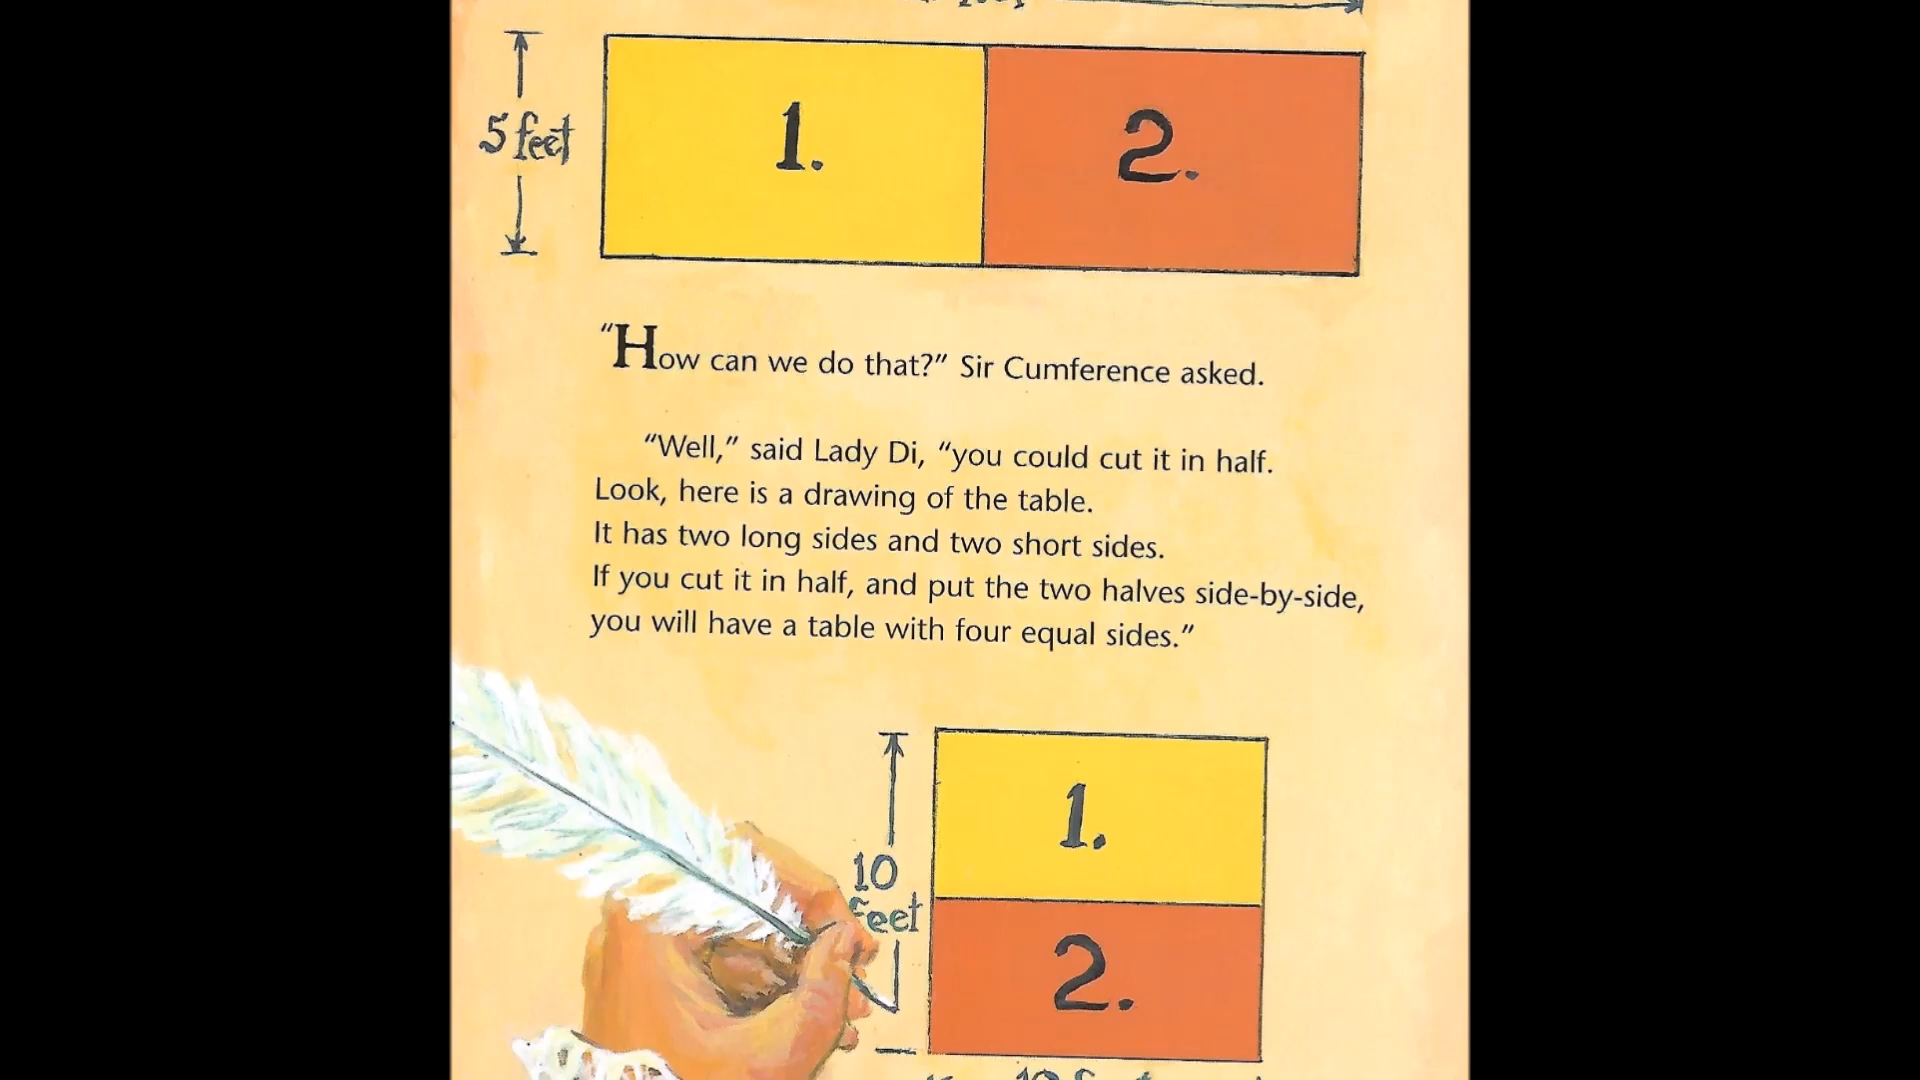 5 feet
1.
2.
"How can we do that?" Sir Cumference asked.
"Well," said Lady Di, "you could cut it in half.
Look, here is a drawing of the table.
It has two long sides and two short sides.
If you cut it in half, and put the two halves side-by-side,
you will have a table with four equal sides."
1.
10
feet
2.